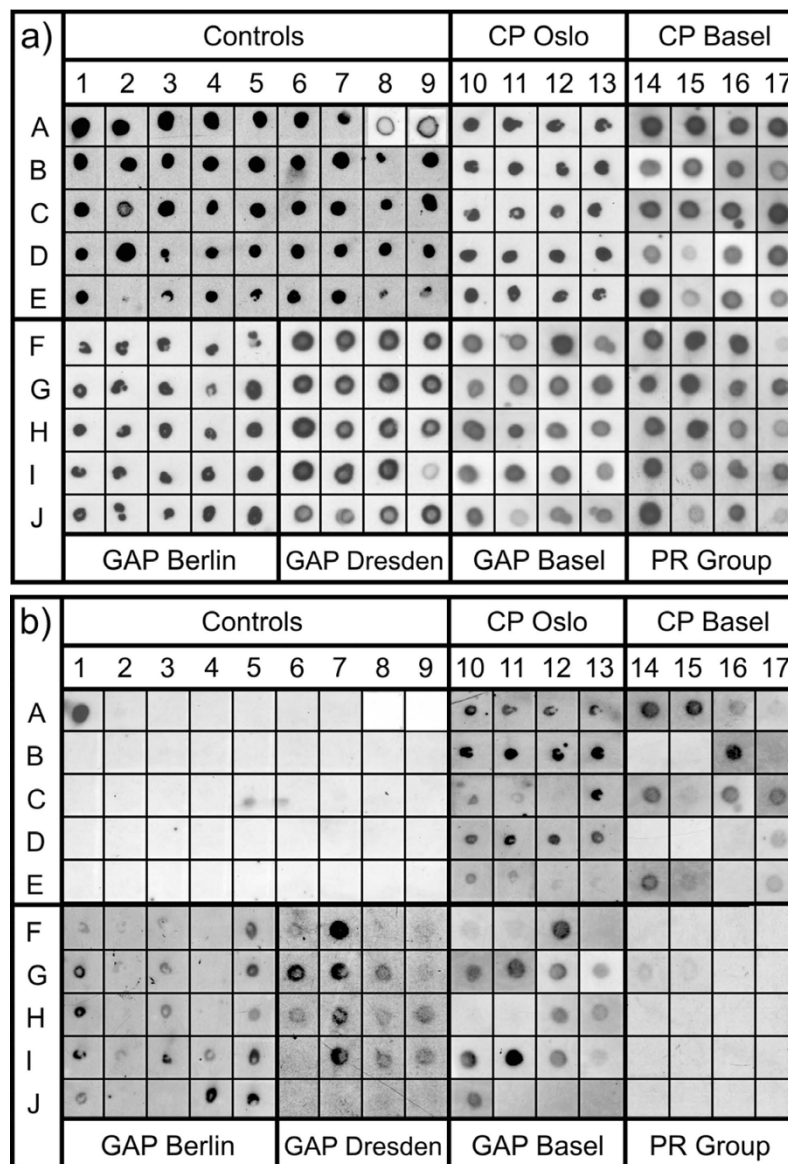 a)
Controls CP Oslo CP Basel
1 2 3 4 5 6 7 8 9 10 11 12 13 14 15 16 17
A
B
C
D
E
F
G
H
I
J
GAP Berlin GAP Dresden GAP Basel PR Group
b)
Controls CP Oslo CP Basel
1 2 3 4 5 6 7 8 9 10 11 12 13 14 15 16 17
A
B
C
D
E
F
G
H
I
J
GAP Berlin GAP Dresden GAP Basel PR Group